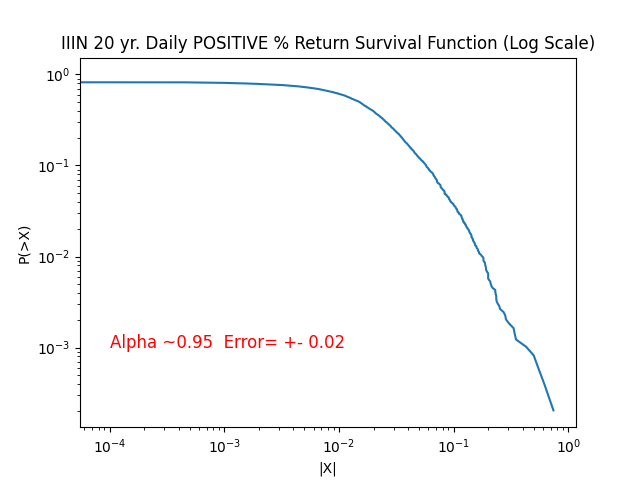 IIIN 20 yr. Daily POSITIVE % Return Survival Function (Log Scale)
10⁰
10⁻¹
P(>X)
10⁻²
10⁻³
Alpha ~0.95  Error= +- 0.02
10⁻⁴ 10⁻³ 10⁻² 10⁻¹ 10⁰
|X|